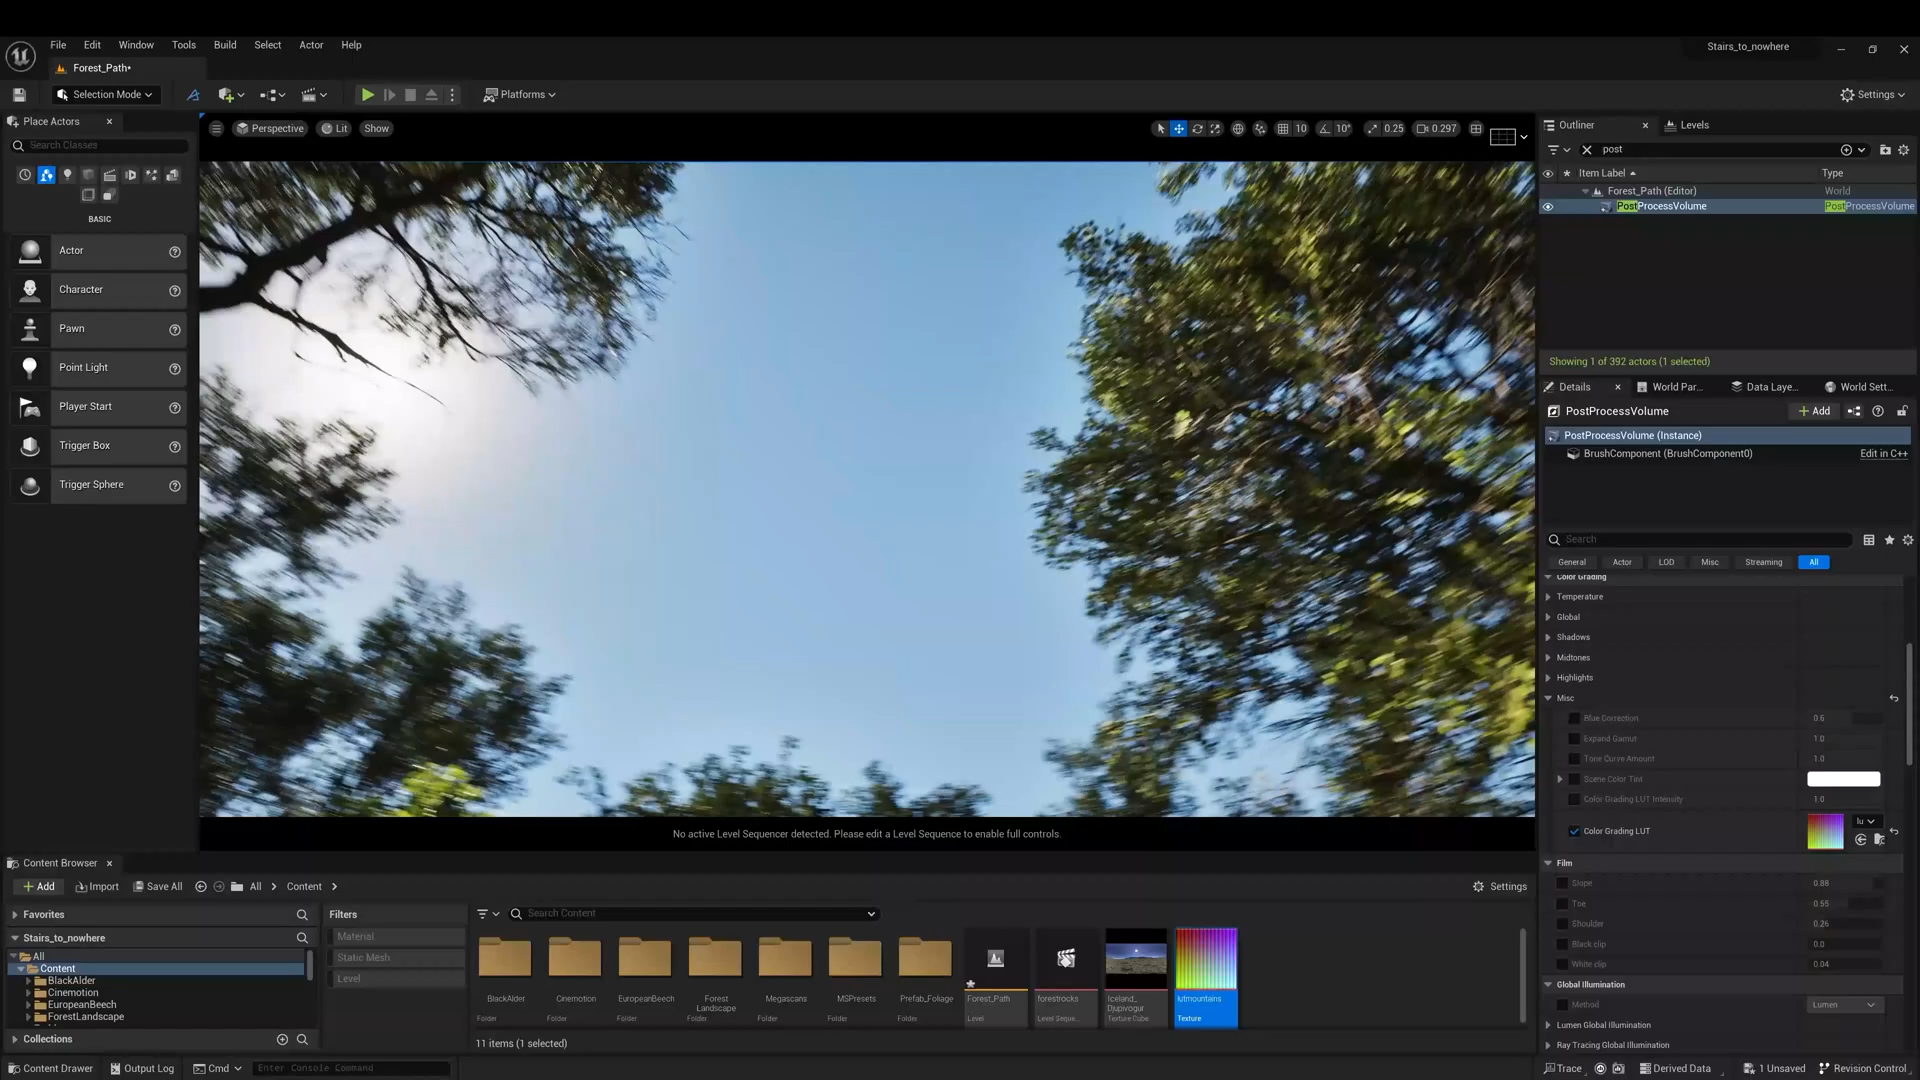 File Edit Window Tools Build Select Actor Help
Stairs_to_nowhere
Forest_Path•
Selection Mode
Platforms
Settings
Place Actors
Search Classes
BASIC
Actor
Character
Pawn
Point Light
Player Start
Trigger Box
Trigger Sphere
Perspective Lit Show
10 10° 0.25 0.297
No active Level Sequencer detected. Please edit a Level Sequence to enable full controls.
Outliner Levels
post
Item Label Type
Forest_Path (Editor) World
PostProcessVolume PostProcessVolume
Showing 1 of 392 actors (1 selected)
Details World Par... Data Laye... World Sett...
PostProcessVolume Add
PostProcessVolume (Instance)
BrushComponent (BrushComponent0) Edit in C++
Search
General Actor LOD Misc Streaming All
Color Grading
Temperature
Global
Shadows
Midtones
Highlights
Misc
Blue Correction 0.6
Expand Gamut 1.0
Tone Curve Amount 1.0
Scene Color Tint
Color Grading LUT Intensity 1.0
Color Grading LUT lu
Film
Slope 0.88
Toe 0.55
Shoulder 0.26
Black clip 0.0
White clip 0.04
Global Illumination
Method Lumen
Lumen Global Illumination
Ray Tracing Global Illumination
Content Browser
Add Import Save All All Content Settings
Favorites
Stairs_to_nowhere
All
Content
BlackAlder
Cinemotion
EuropeanBeech
ForestLandscape
Collections
Filters
Material
Static Mesh
Level
Search Content
BlackAlder
Folder
Cinemotion
Folder
EuropeanBeech
Folder
Forest
Landscape
Folder
Megascans
Folder
MSPresets
Folder
Prefab_Foliage
Folder
Forest_Path
Level
forestrocks
Level Seque...
Iceland_
Djupivogur
Texture Cube
lutmountains
Texture
11 items (1 selected)
Content Drawer Output Log Cmd Enter Console Command
Trace Derived Data 1 Unsaved Revision Control